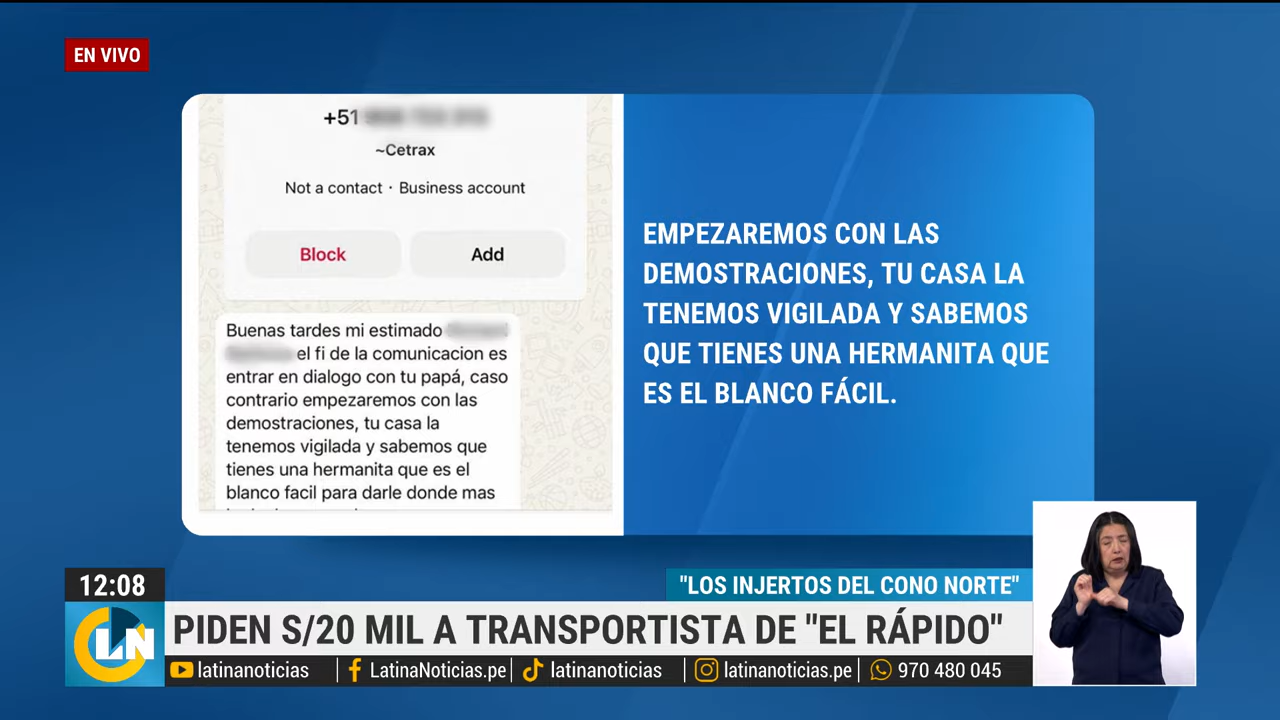 EN VIVO
+51
~Cetrax
Not a contact · Business account
Block
Add
Buenas tardes mi estimado
el fi de la comunicacion es
entrar en dialogo con tu papá, caso
contrario empezaremos con las
demostraciones, tu casa la
tenemos vigilada y sabemos que
tienes una hermanita que es el
blanco facil para darle donde mas
EMPEZAREMOS CON LAS
DEMOSTRACIONES, TU CASA LA
TENEMOS VIGILADA Y SABEMOS
QUE TIENES UNA HERMANITA QUE
ES EL BLANCO FÁCIL.
12:08
"LOS INJERTOS DEL CONO NORTE"
LN
PIDEN S/20 MIL A TRANSPORTISTA DE "EL RÁPIDO"
latinanoticias
LatinaNoticias.pe
latinanoticias
latinanoticias.pe
970 480 045